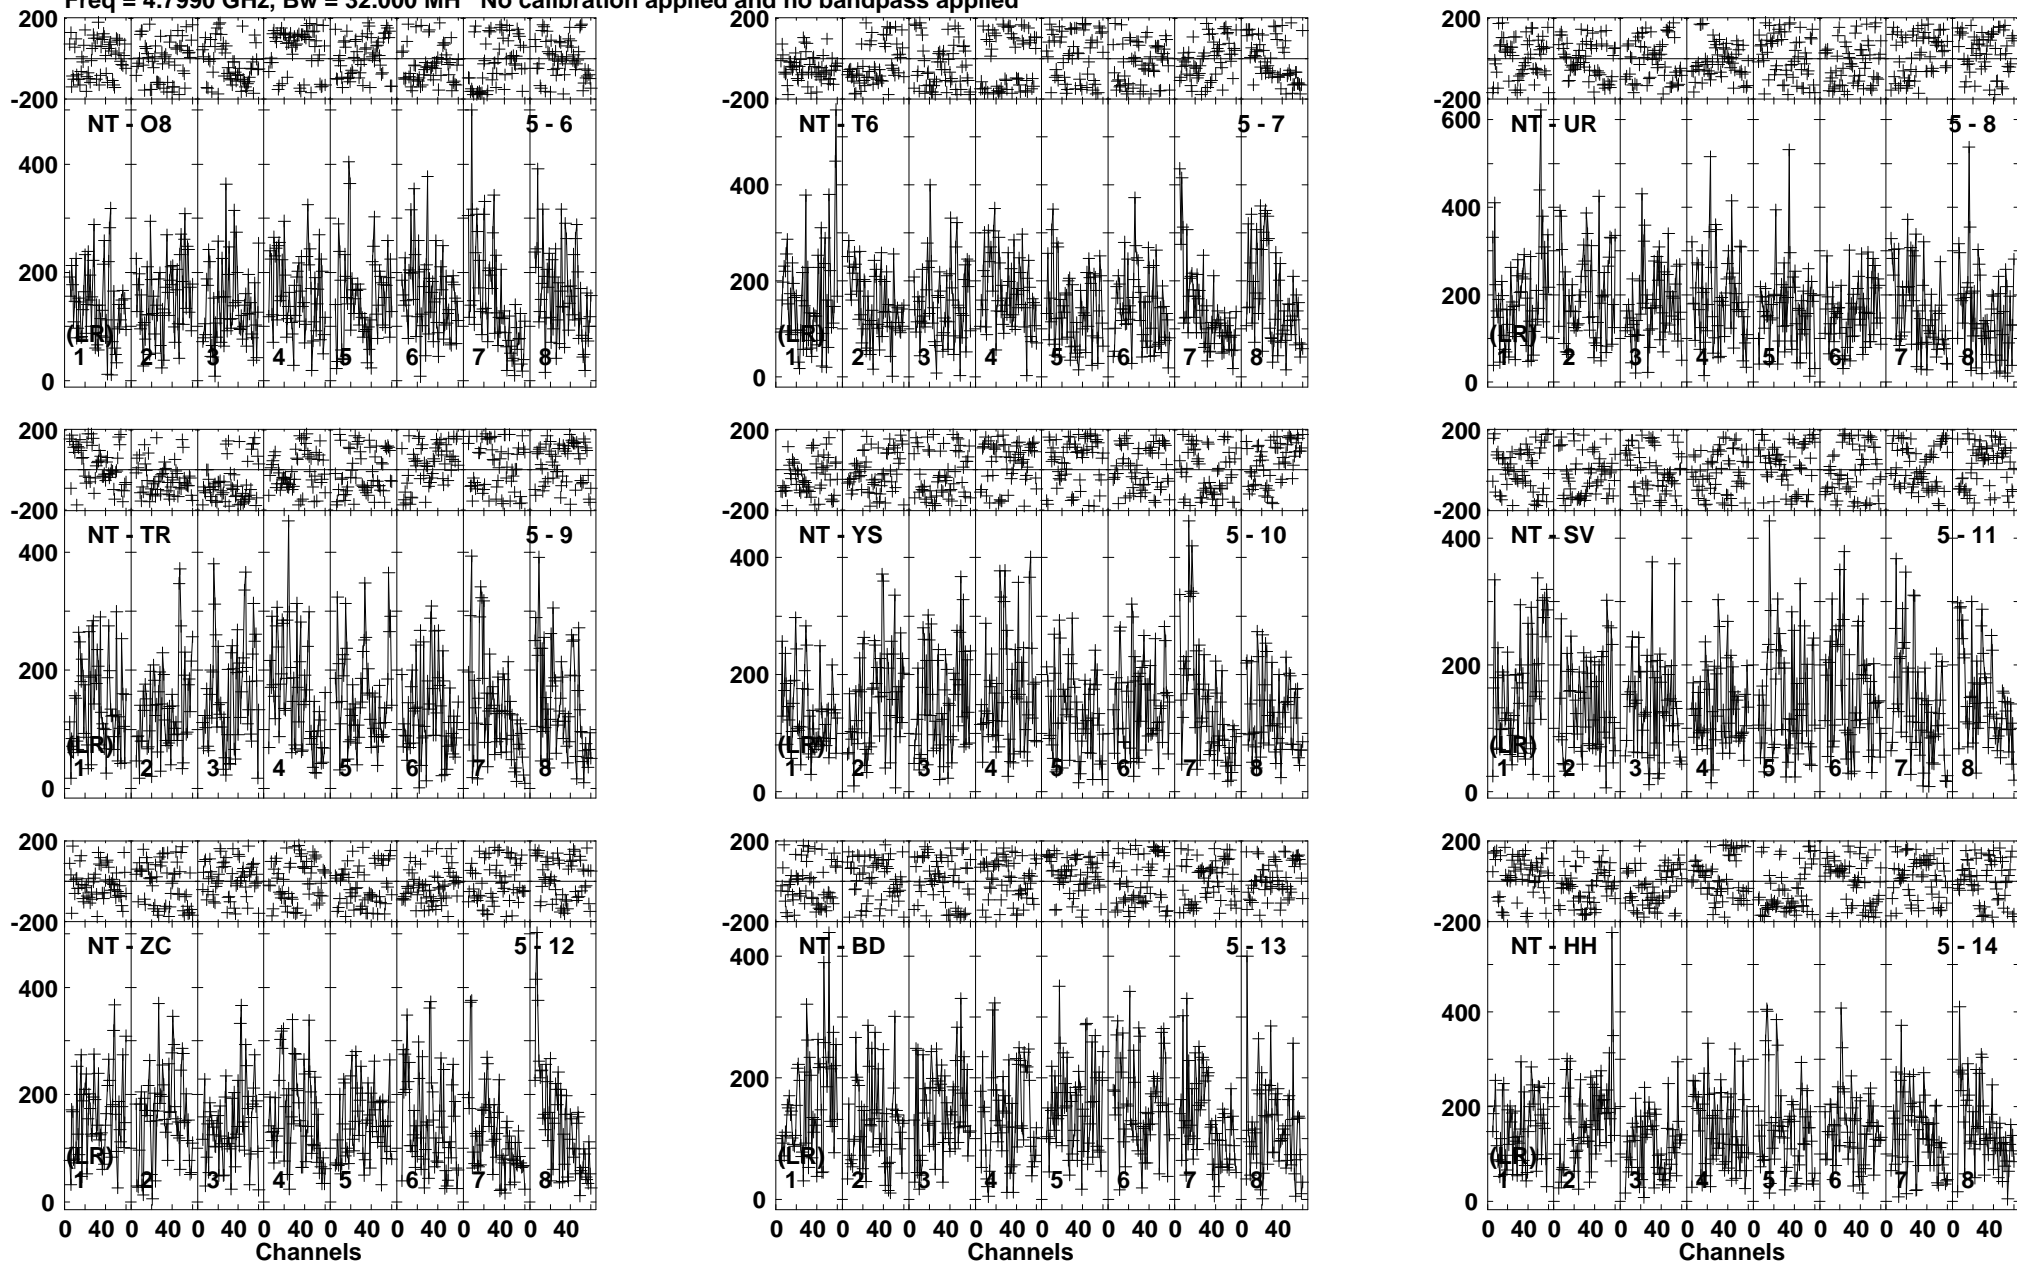 Freq = 4.7990 GHz, Bw = 32.000 MH No calibration applied and no bandpass applied
200 200 200
-200 -200 -200
NT - O8 5 - 6 NT - T6 5 - 7 600 NT - UR 5 - 8
400 400 400
200 200 200
(LR) (LR) (LR)
1 2 3 4 5 6 7 8 1 2 3 4 5 6 7 8 1 2 3 4 5 6 7 8
0 0 0
200 200 200
-200 -200 -200
NT - TR 5 - 9 NT - YS 5 - 10 NT - SV 5 - 11
400 400 400
200 200 200
(LR) (LR) (LR)
1 2 3 4 5 6 7 8 1 2 3 4 5 6 7 8 1 2 3 4 5 6 7 8
0 0 0
200 200 200
-200 -200 -200
NT - ZC 5 - 12 NT - BD 5 - 13 NT - HH 5 - 14
400 400 400
200 200 200
(LR) (LR) (LR)
1 2 3 4 5 6 7 8 1 2 3 4 5 6 7 8 1 2 3 4 5 6 7 8
0 0 0
0 40 0 40 0 40 0 40 0 40 0 40 0 40 0 40 0 40 0 40 0 40 0 40 0 40 0 40 0 40 0 40 0 40 0 40 0 40 0 40 0 40 0 40 0 40 0 40
Channels Channels Channels